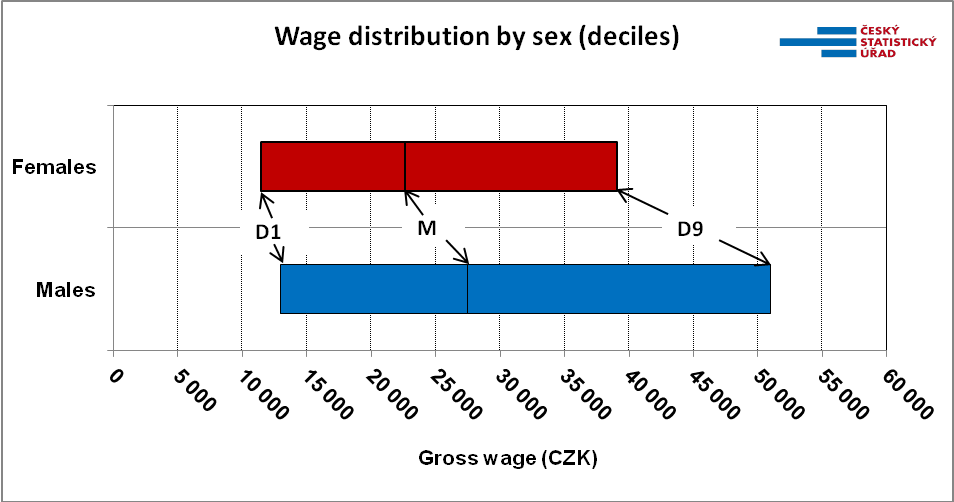 Wage distribution by sex (deciles)
ČESKÝ
STATISTICKÝ
ÚŘAD
Females
D1
M
D9
Males
0
5 000
10 000
15 000
20 000
25 000
30 000
35 000
40 000
45 000
50 000
55 000
60 000
Gross wage (CZK)